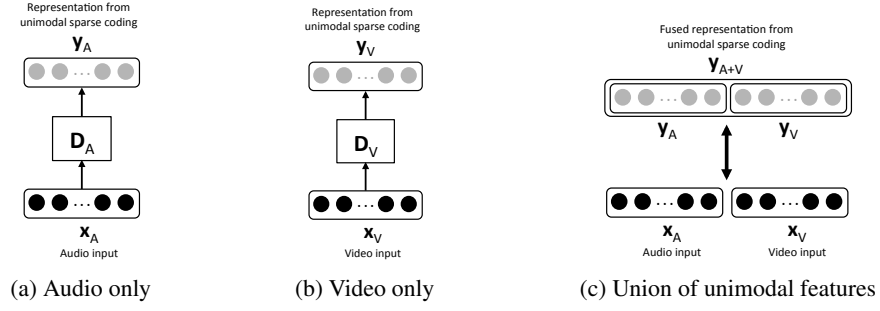 Representation from
unimodal sparse coding
y_A
D_A
x_A
Audio input
(a) Audio only
Representation from
unimodal sparse coding
y_V
D_V
x_V
Video input
(b) Video only
Fused representation from
unimodal sparse coding
y_A+V
y_A y_V
x_A x_V
Audio input Video input
(c) Union of unimodal features